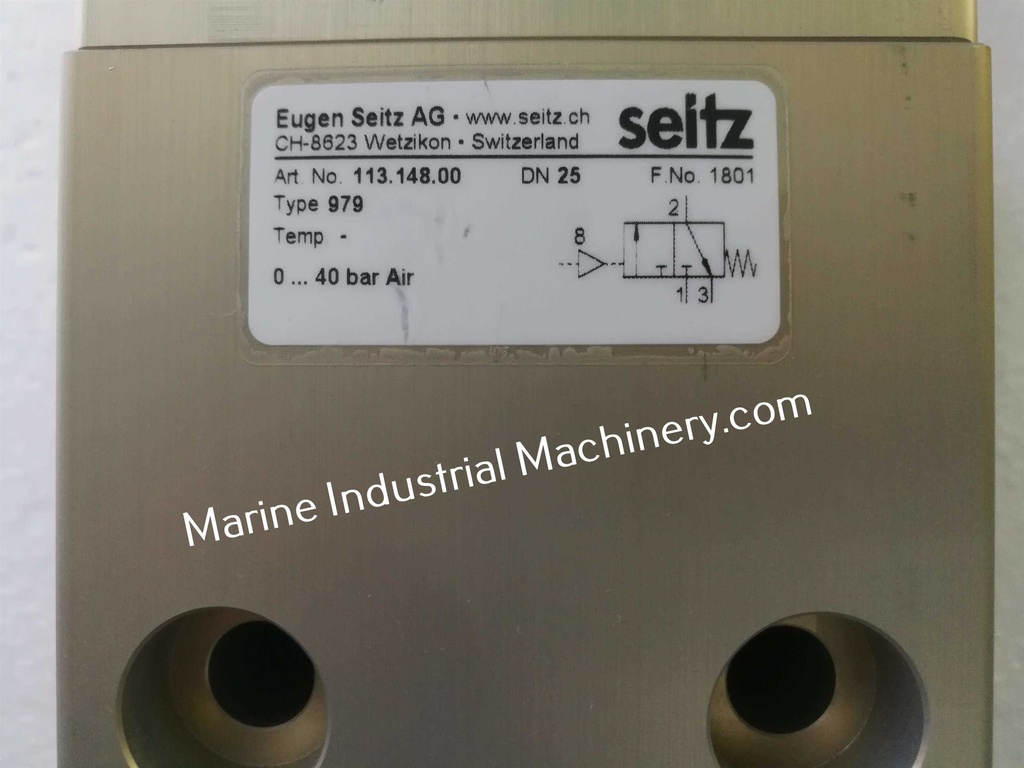 Eugen Seitz AG • www.seitz.ch
CH-8623 Wetzikon • Switzerland
seitz
Art. No. 113.148.00 DN 25 F.No. 1801
Type 979
Temp -
0 ... 40 bar Air
2
8
1 3
Marine Industrial Machinery.com